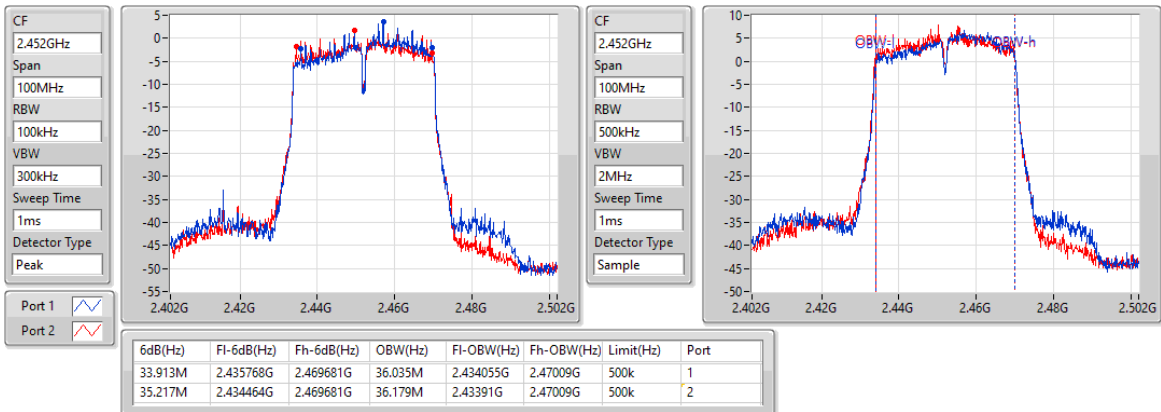 CF
2.452GHz
Span
100MHz
RBW
100kHz
VBW
300kHz
Sweep Time
1ms
Detector Type
Peak
Port 1
Port 2
5-
0-
-5-
-10-
-15-
-20-
-25-
-30-
-35-
-40-
-45-
-50-
-55-
2.402G 2.42G 2.44G 2.46G 2.48G 2.502G
CF
2.452GHz
Span
100MHz
RBW
500kHz
VBW
2MHz
Sweep Time
1ms
Detector Type
Sample
10-
5-
0-
-5-
-10-
-15-
-20-
-25-
-30-
-35-
-40-
-45-
-50-
OBW-l OBW-h
2.402G 2.42G 2.44G 2.46G 2.48G 2.502G
6dB(Hz) Fl-6dB(Hz) Fh-6dB(Hz) OBW(Hz) Fl-OBW(Hz) Fh-OBW(Hz) Limit(Hz) Port
33.913M 2.435768G 2.469681G 36.035M 2.434055G 2.47009G 500k 1
35.217M 2.434464G 2.469681G 36.179M 2.43391G 2.47009G 500k 2